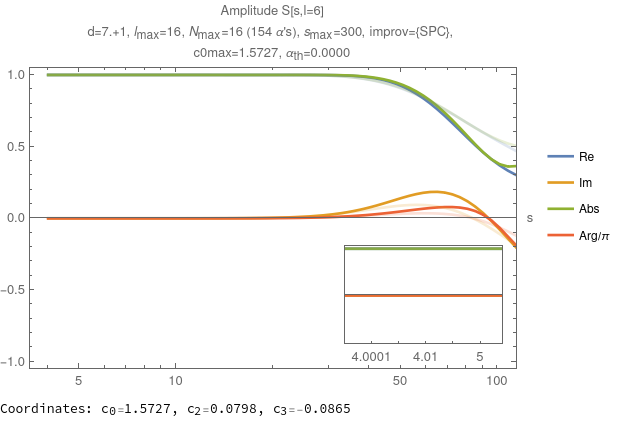 Amplitude S[s,l=6]
d=7.+1, lmax=16, Nmax=16 (154 α's), smax=300, improv={SPC},
c0max=1.5727, αth=0.0000
1.0
0.5
0.0
−0.5
−1.0
s
Re
Im
Abs
Arg/π
4.0001 4.01 5
5 10 50 100
Coordinates: c0=1.5727, c2=0.0798, c3=-0.0865